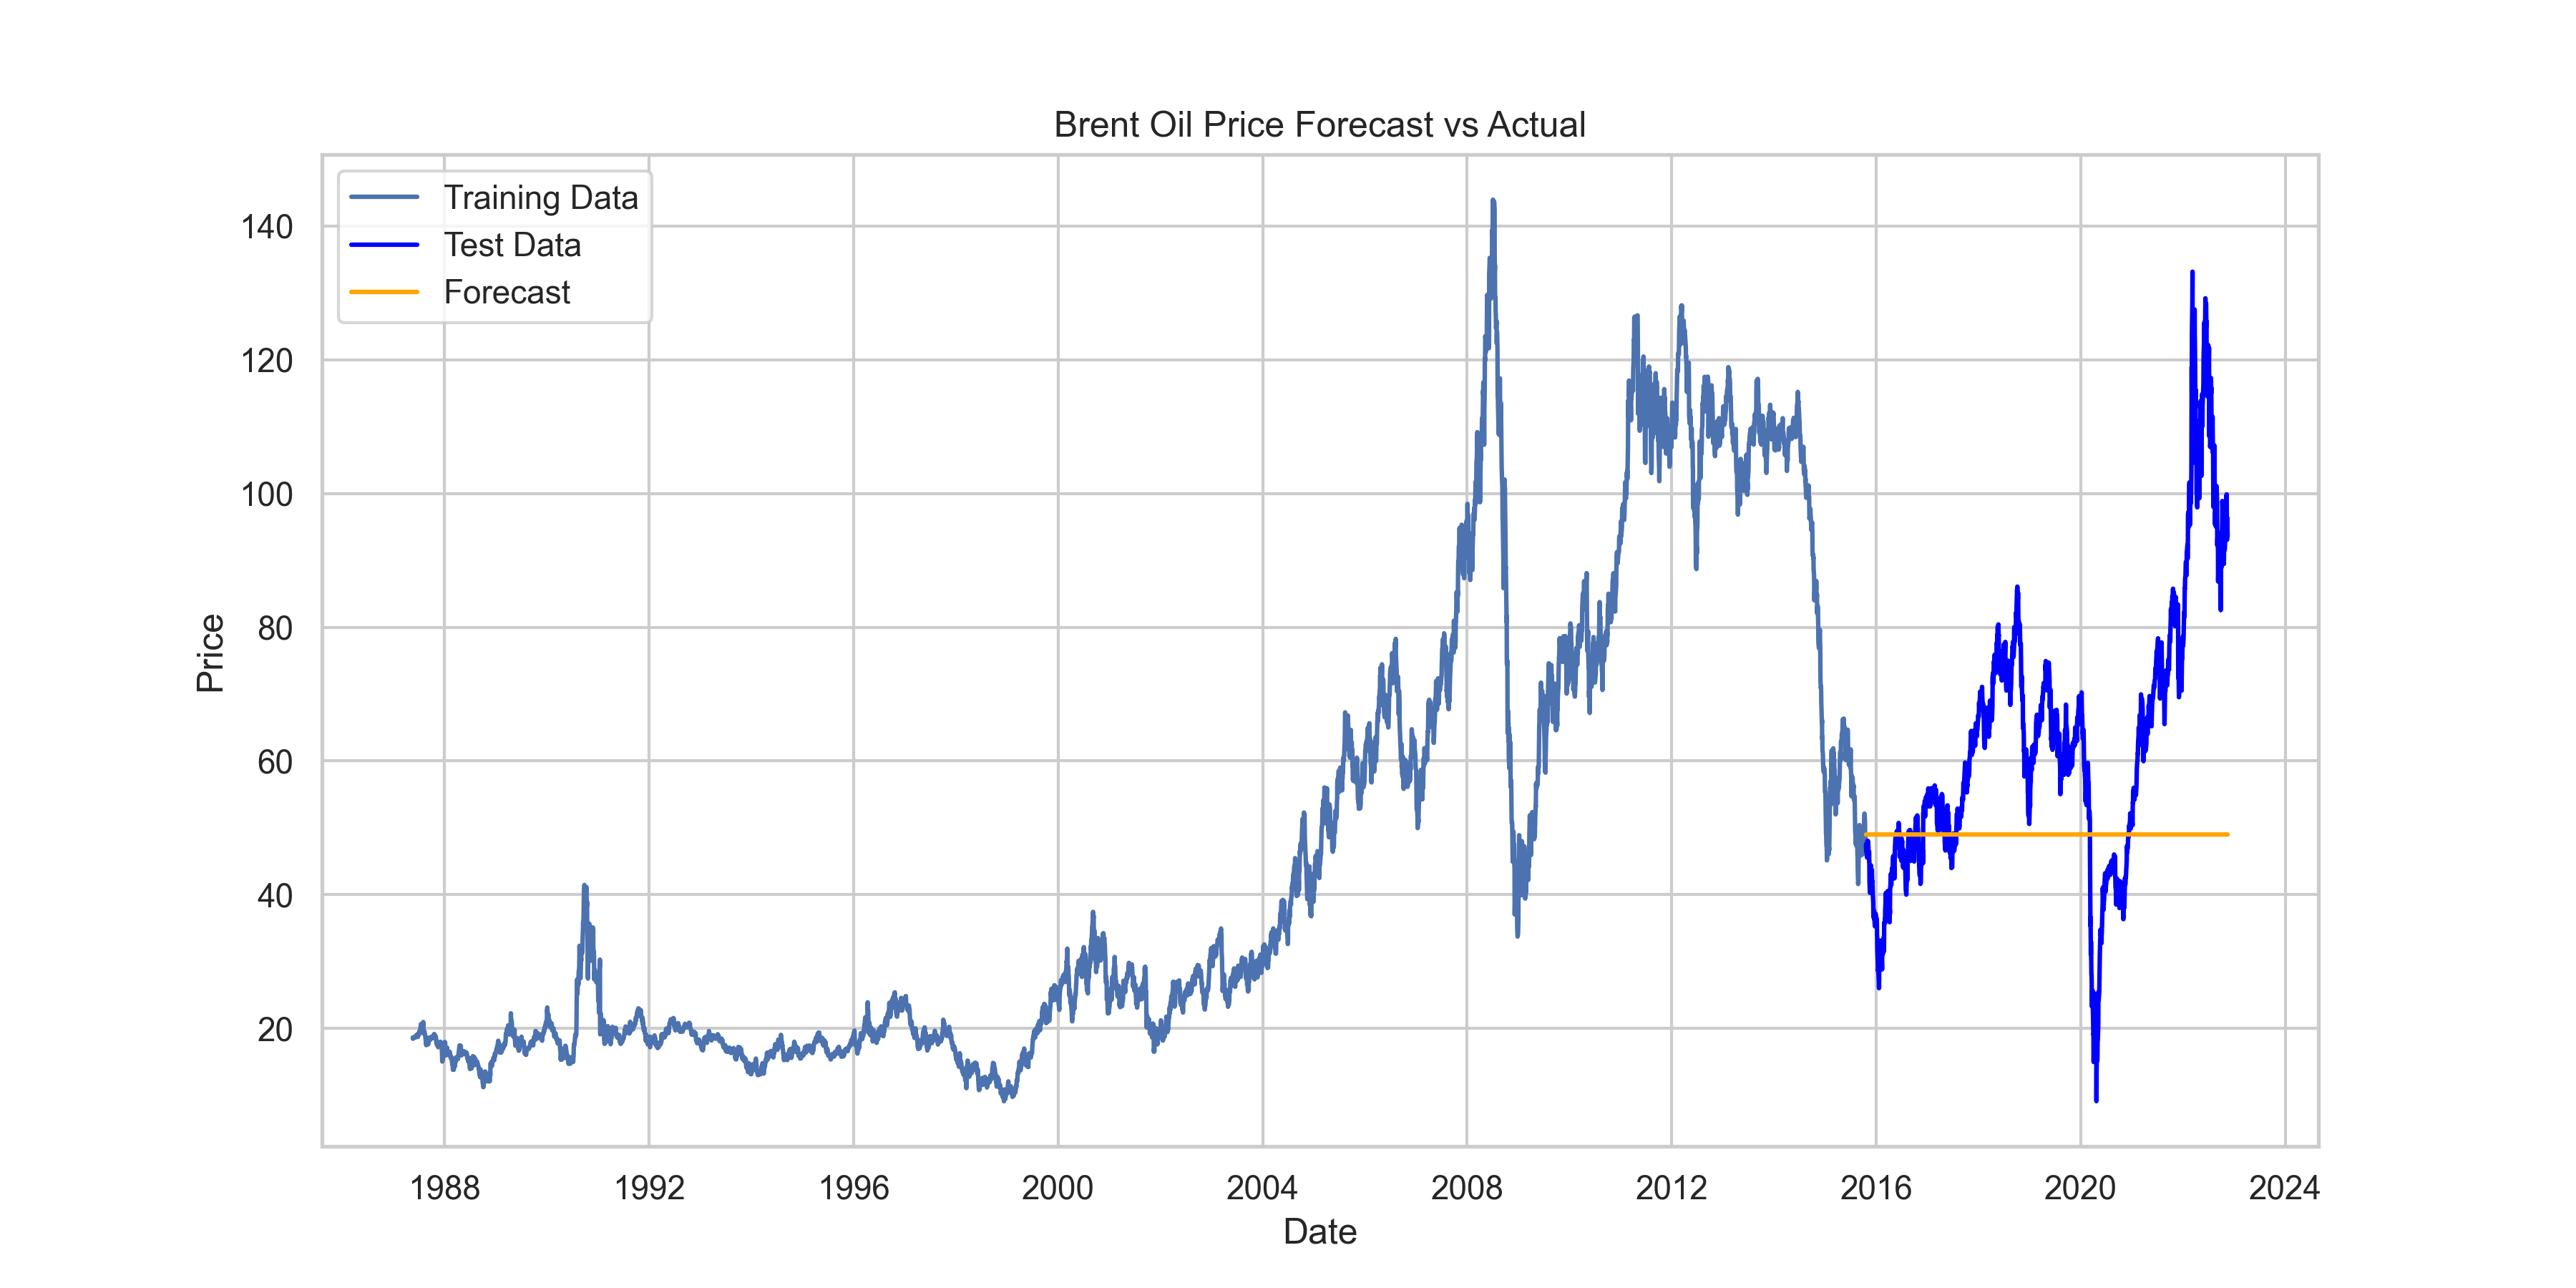 Brent Oil Price Forecast vs Actual
Training Data
Test Data
Forecast
140
120
100
80
60
40
20
Price
1988 1992 1996 2000 2004 2008 2012 2016 2020 2024
Date